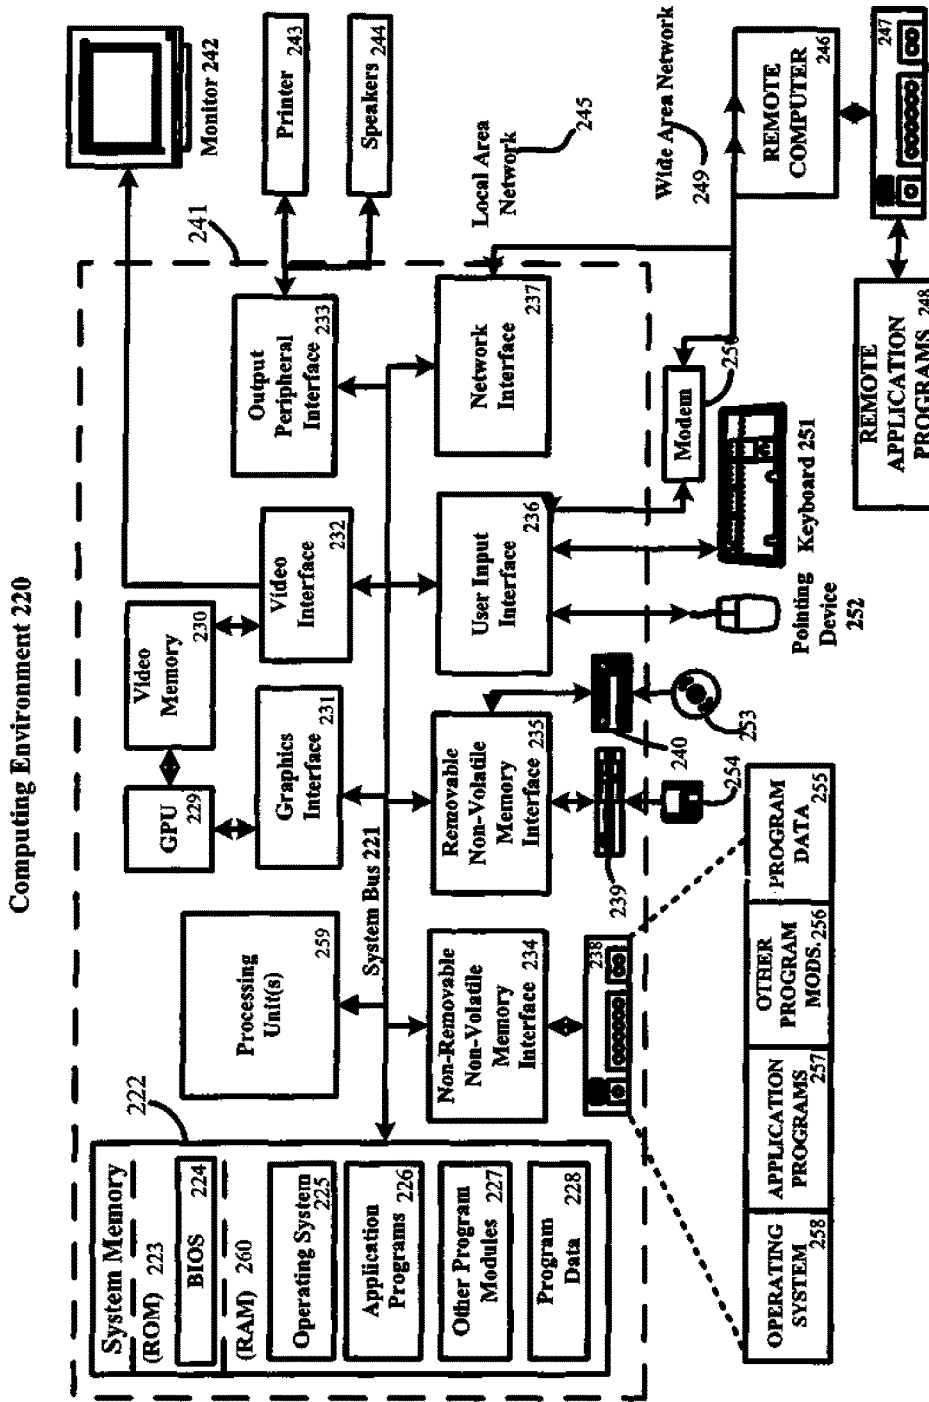 Computing Environment 220
System Memory
(ROM) 223
BIOS 224
(RAM) 260
Operating System
225
Application
Programs 226
Other Program
Modules 227
Program
Data 228
222
Processing
Unit(s)
259
System Bus 221
GPU
229
Video
Memory
230
Graphics
Interface
231
Video
Interface
232
Output
Peripheral
Interface
233
241
Monitor 242
Printer
243
Speakers
244
Non-Removable
Non-Volatile
Memory
Interface
234
Removable
Non-Volatile
Memory
Interface
235
User Input
Interface
236
Network
Interface
237
Local Area
Network
245
Wide Area Network
249
238
239
240
254
253
Pointing
Device
252
Keyboard 251
Modem
250
REMOTE
COMPUTER
246
247
REMOTE
APPLICATION
PROGRAMS 248
OPERATING
SYSTEM
258
APPLICATION
PROGRAMS
257
OTHER
PROGRAM
MODS. 256
PROGRAM
DATA
255